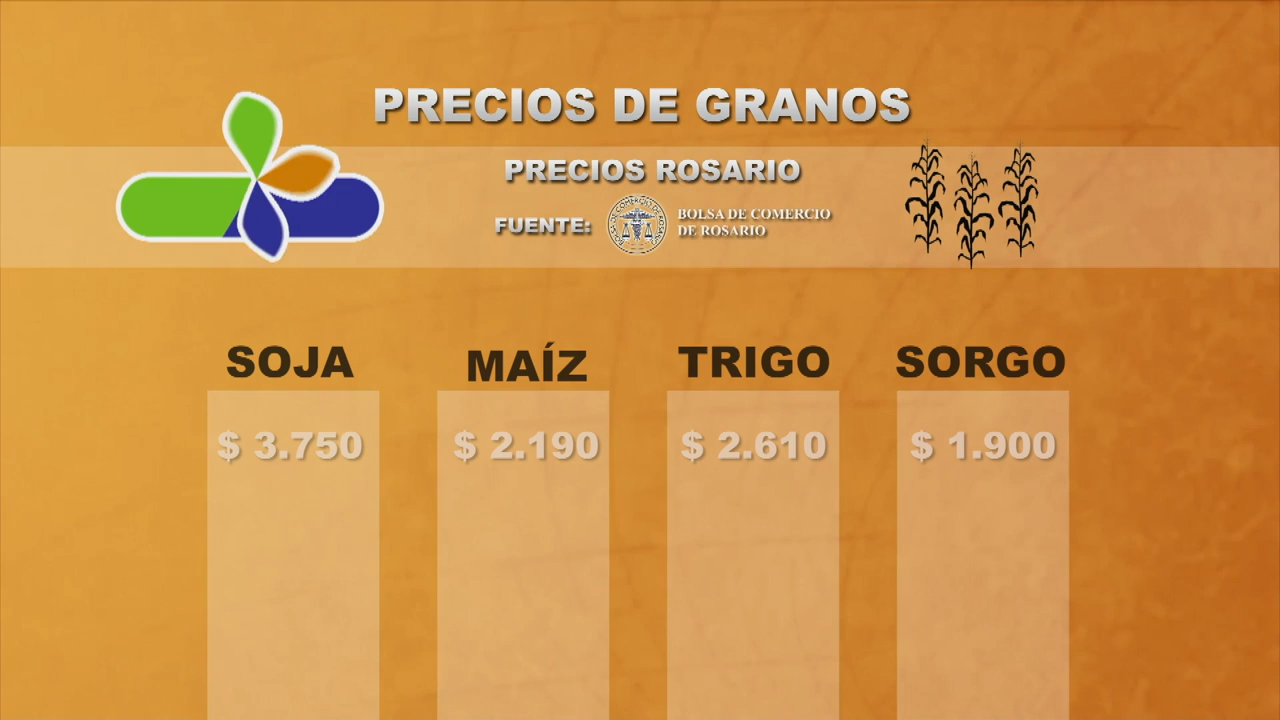 PRECIOS DE GRANOS
PRECIOS ROSARIO
FUENTE:
BOLSA DE COMERCIO
DE ROSARIO
SOJA MAÍZ TRIGO SORGO
$ 3.750 $ 2.190 $ 2.610 $ 1.900